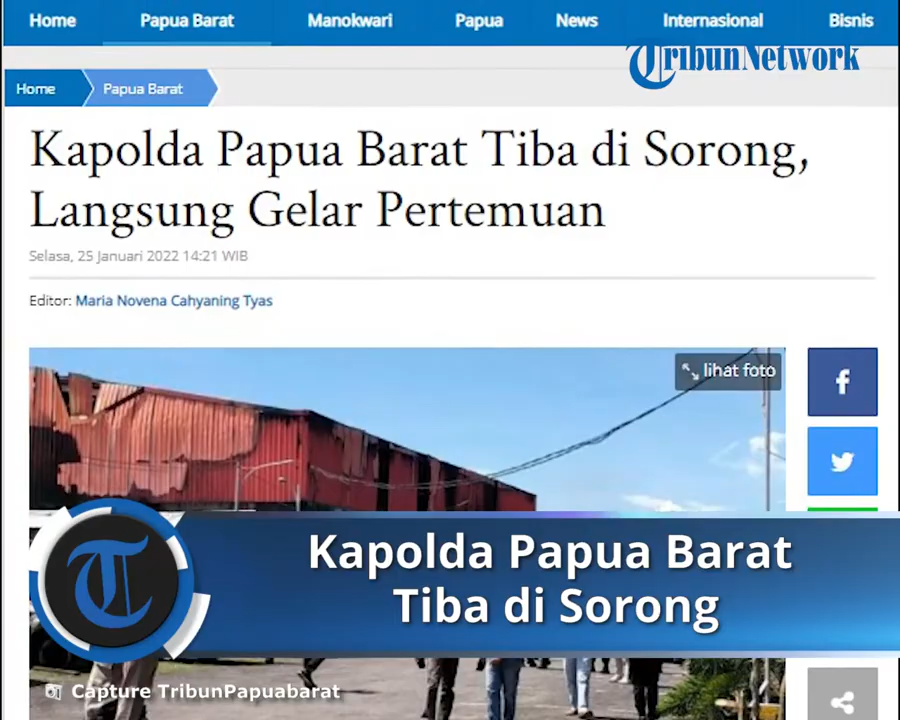 Home Papua Barat Manokwari Papua News Internasional Bisnis
TribunNetwork
Home Papua Barat
Kapolda Papua Barat Tiba di Sorong,
Langsung Gelar Pertemuan
Selasa, 25 Januari 2022 14:21 WIB
Editor: Maria Novena Cahyaning Tyas
lihat foto
f
Kapolda Papua Barat
Tiba di Sorong
T
Capture TribunPapuabarat